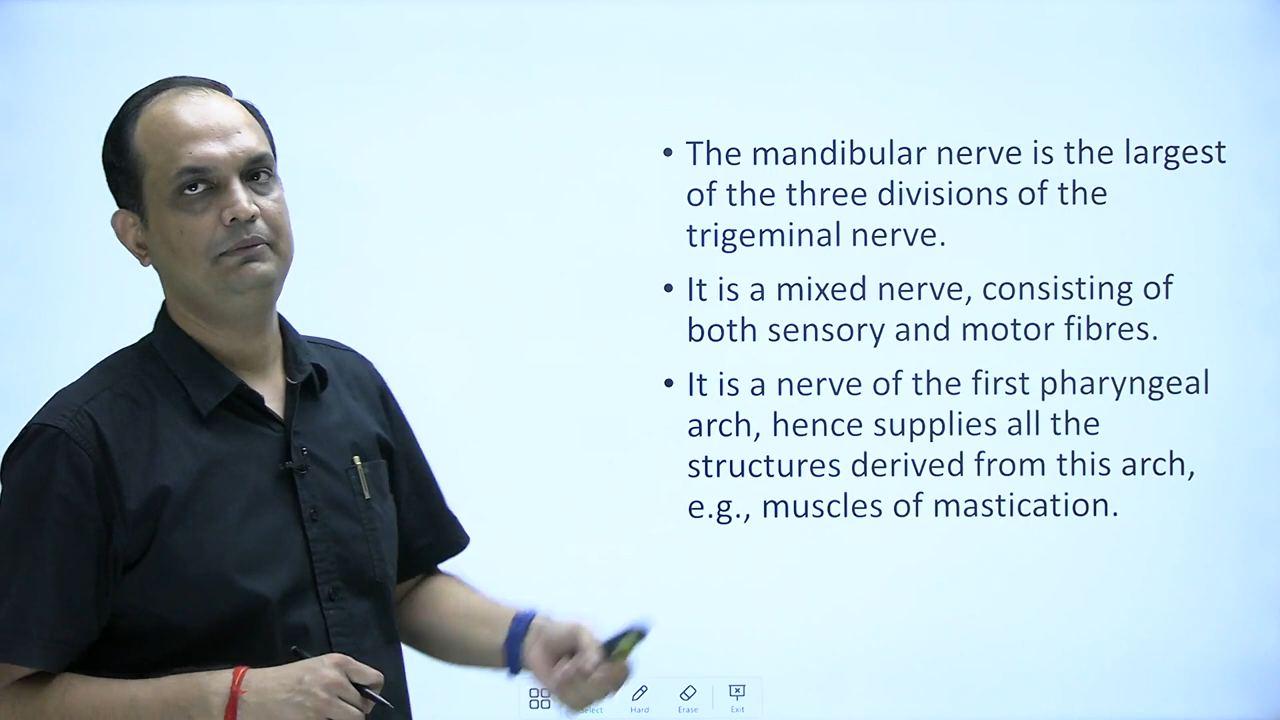 • The mandibular nerve is the largest
of the three divisions of the
trigeminal nerve.
• It is a mixed nerve, consisting of
both sensory and motor fibres.
• It is a nerve of the first pharyngeal
arch, hence supplies all the
structures derived from this arch,
e.g., muscles of mastication.
Select Hard Erase Exit